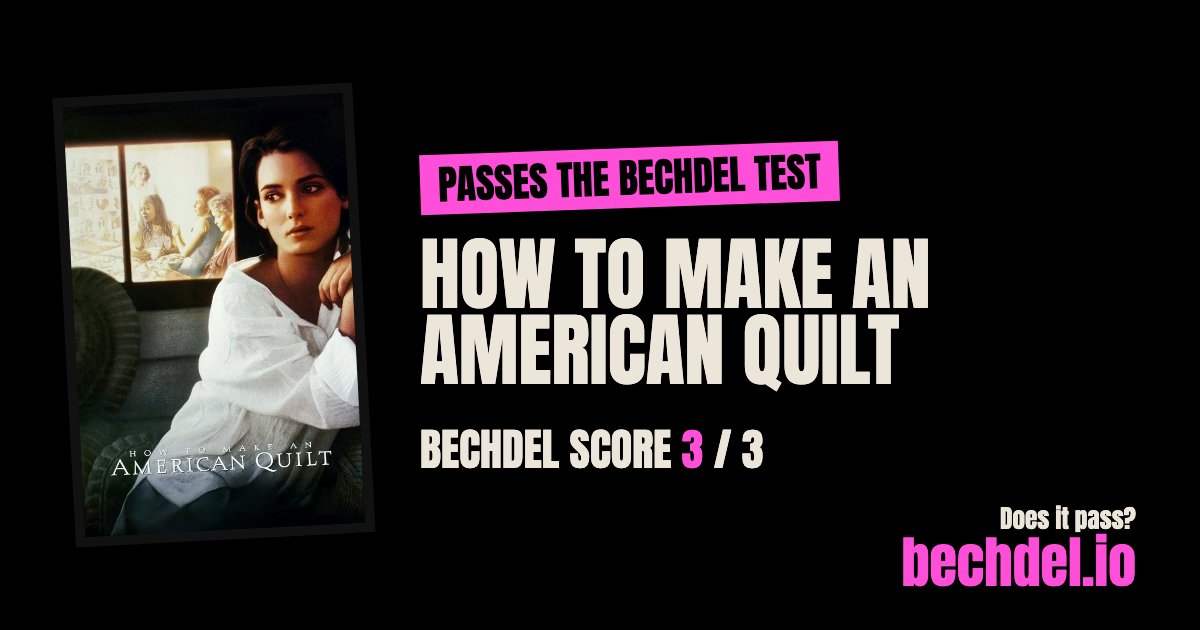 HOW TO MAKE AN
AMERICAN QUILT
PASSES THE BECHDEL TEST
HOW TO MAKE AN
AMERICAN QUILT
BECHDEL SCORE 3 / 3
Does it pass?
bechdel.io